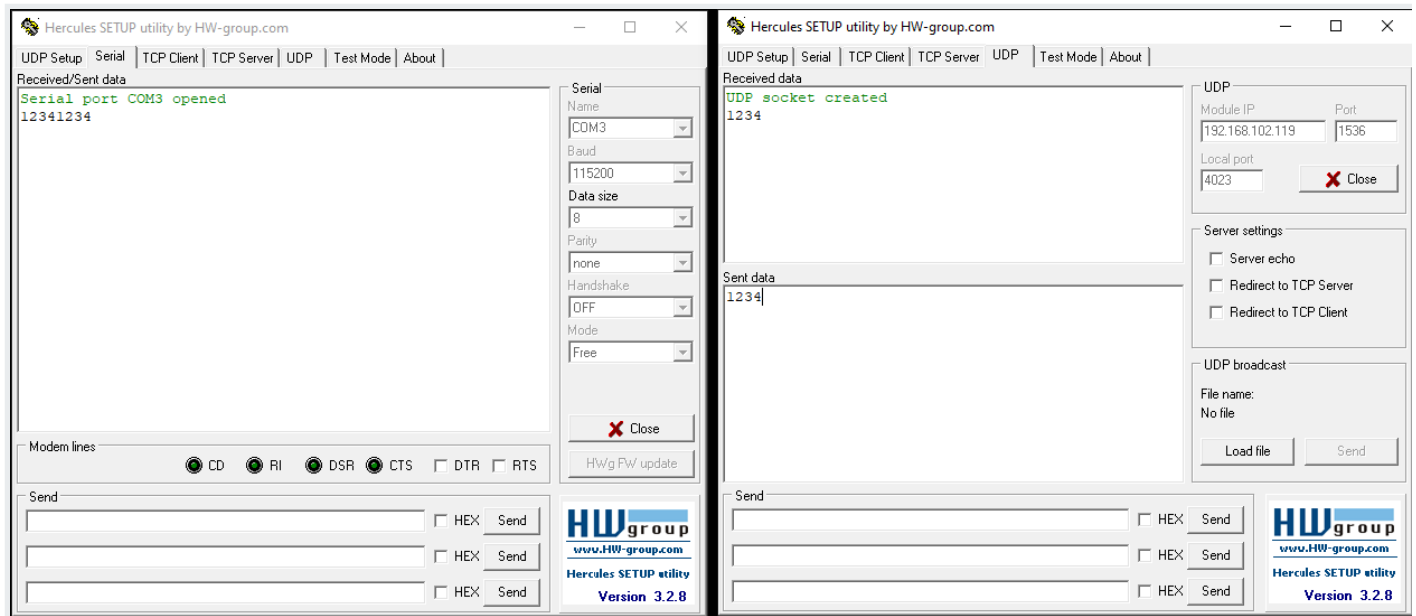 Hercules SETUP utility by HW-group.com
UDP Setup Serial TCP Client TCP Server UDP Test Mode About
Received/Sent data
Serial port COM3 opened
12341234
Serial
Name
COM3
Baud
115200
Data size
8
Parity
none
Handshake
OFF
Mode
Free
Close
HWg FW update
Modem lines
CD RI DSR CTS DTR RTS
Send
HEX Send
HEX Send
HEX Send
HW group
www.HW-group.com
Hercules SETUP utility
Version 3.2.8
Hercules SETUP utility by HW-group.com
UDP Setup Serial TCP Client TCP Server UDP Test Mode About
Received data
UDP socket created
1234
Sent data
1234
UDP
Module IP Port
192.168.102.119 1536
Local port
4023 Close
Server settings
Server echo
Redirect to TCP Server
Redirect to TCP Client
UDP broadcast
File name:
No file
Load file Send
Send
HEX Send
HEX Send
HEX Send
HW group
www.HW-group.com
Hercules SETUP utility
Version 3.2.8